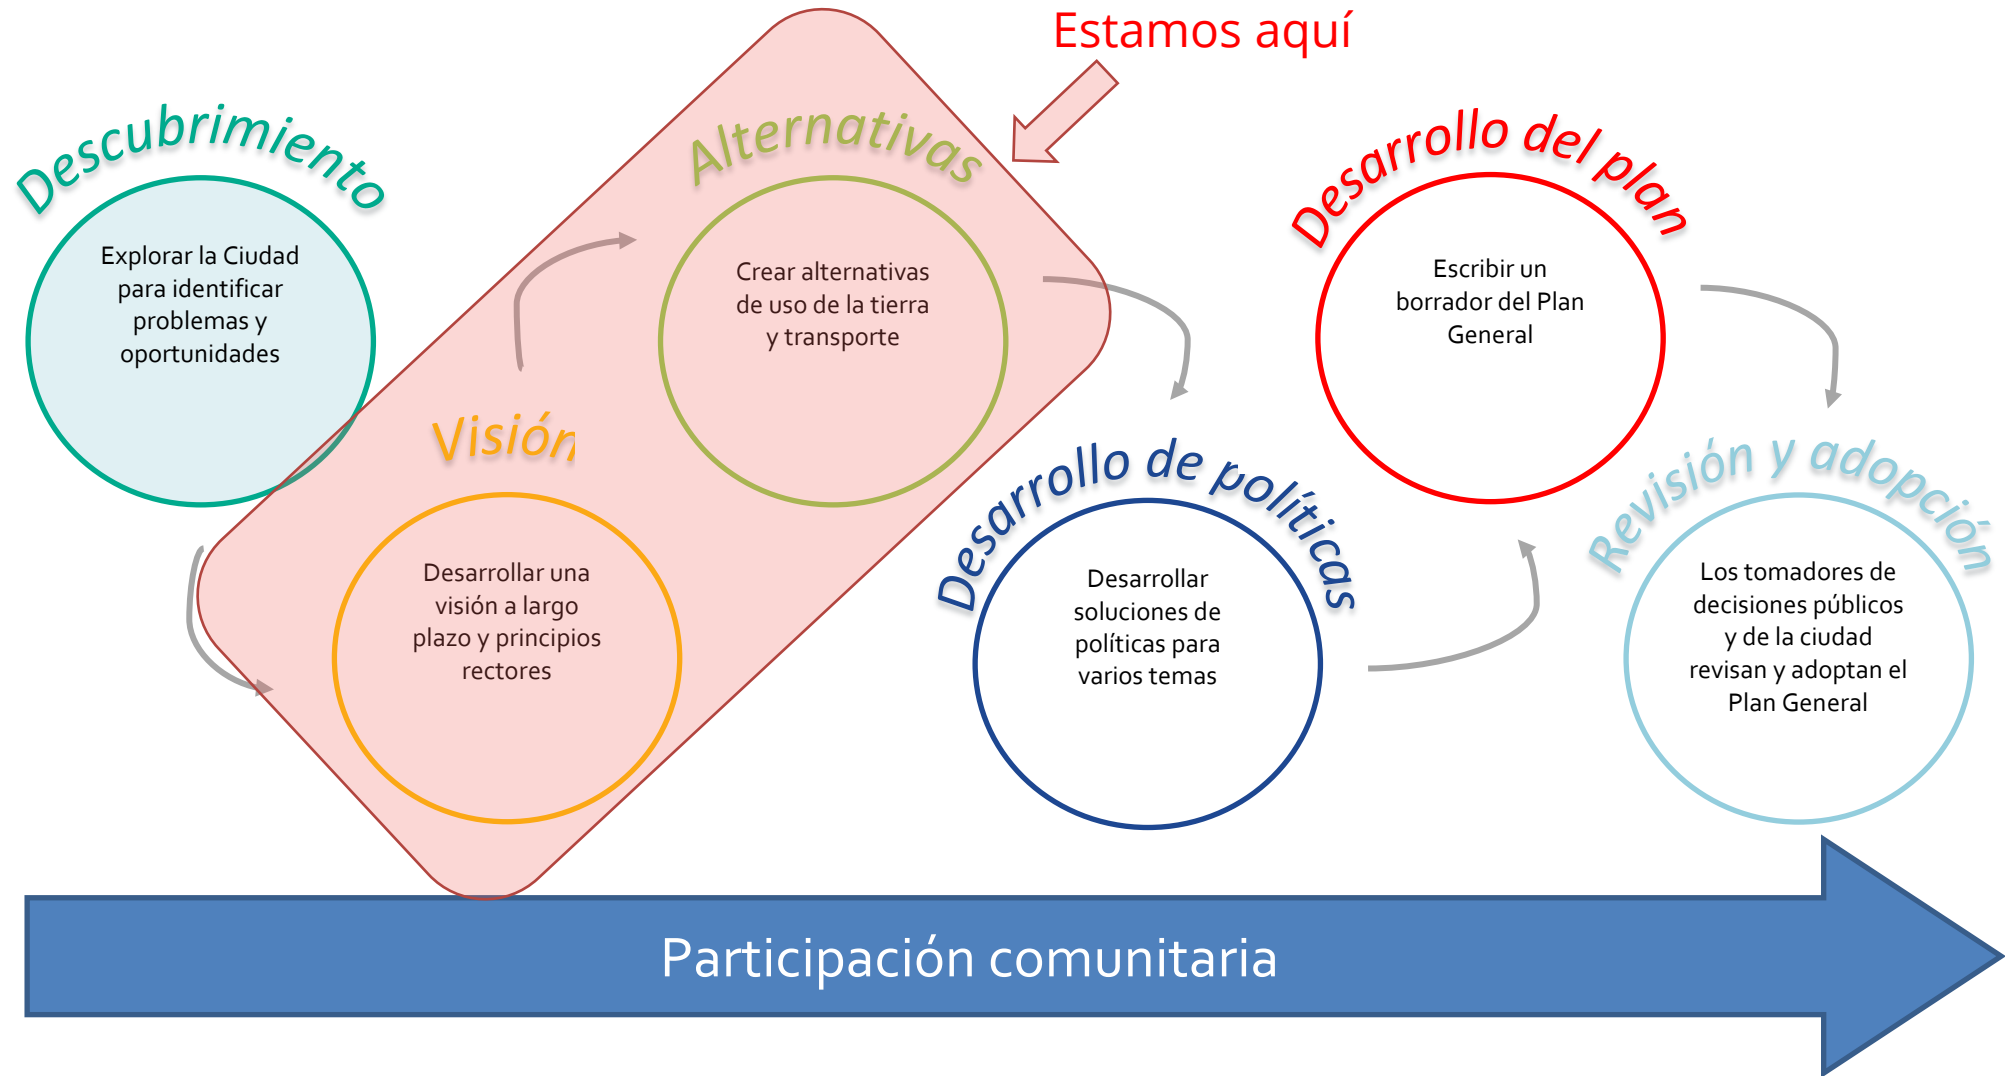 Estamos aquí
Descubrimiento
Explorar la Ciudad
para identificar
problemas y
oportunidades
Visión
Desarrollar una
visión a largo
plazo y principios
rectores
Alternativas
Crear alternativas
de uso de la tierra
y transporte
Desarrollo de políticas
Desarrollar
soluciones de
políticas para
varios temas
Desarrollo del plan
Escribir un
borrador del Plan
General
Revisión y adopción
Los tomadores de
decisiones públicos
y de la ciudad
revisan y adoptan el
Plan General
Participación comunitaria